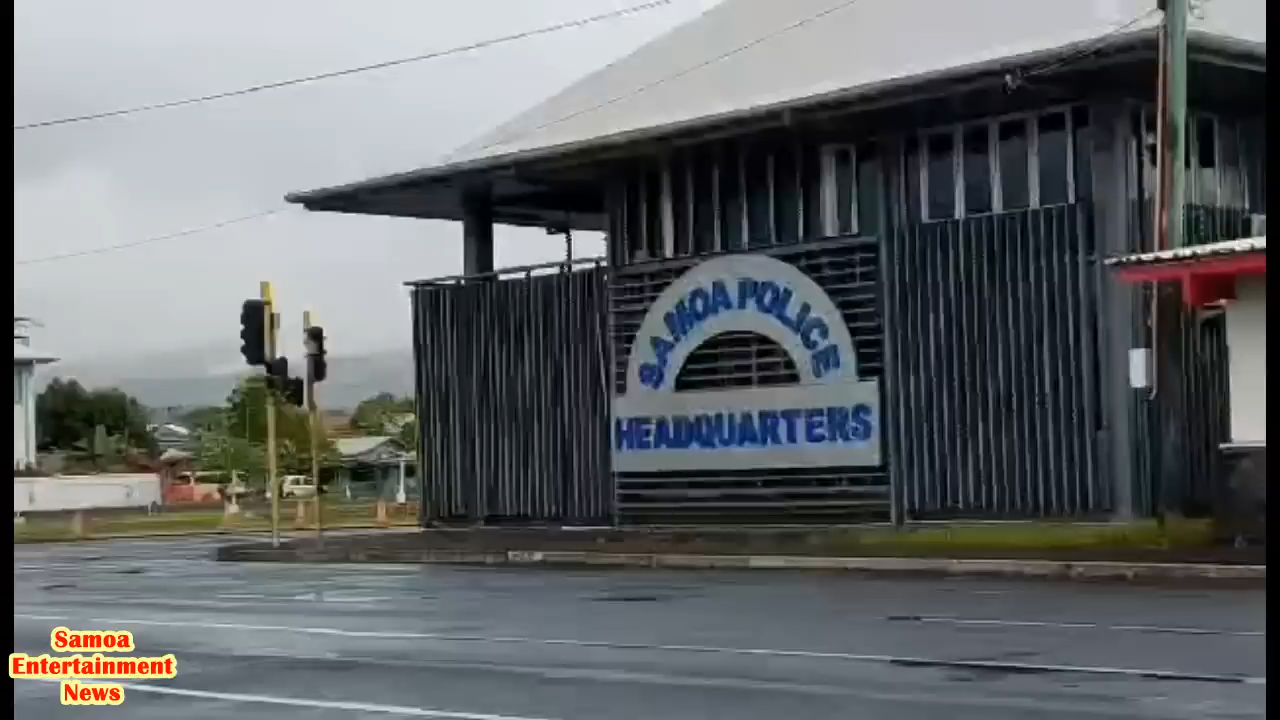 SAMOA POLICE
HEADQUARTERS
Samoa
Entertainment
News